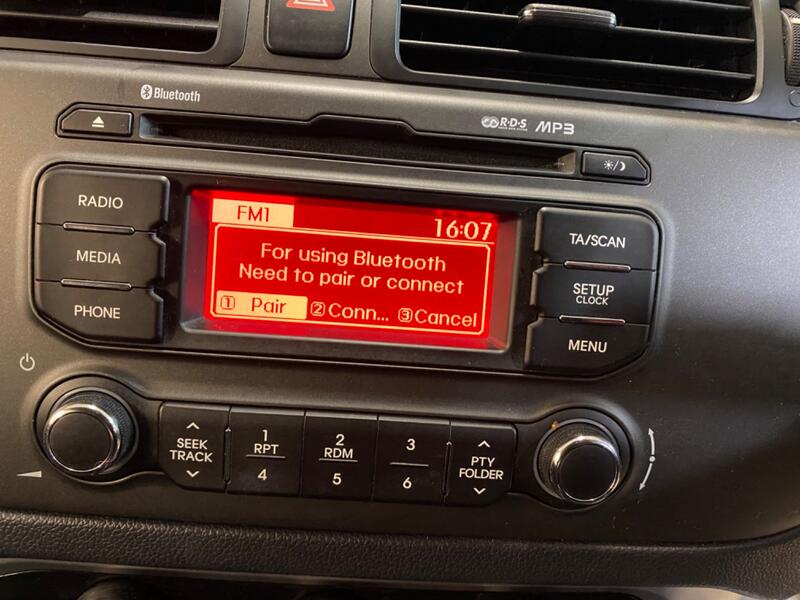 Bluetooth
R·D·S
MP3
RADIO
MEDIA
PHONE
FM1
16:07
For using Bluetooth
Need to pair or connect
① Pair ② Conn... ③ Cancel
TA/SCAN
SETUP
CLOCK
MENU
SEEK
TRACK
1
RPT
4
2
RDM
5
3
6
PTY
FOLDER